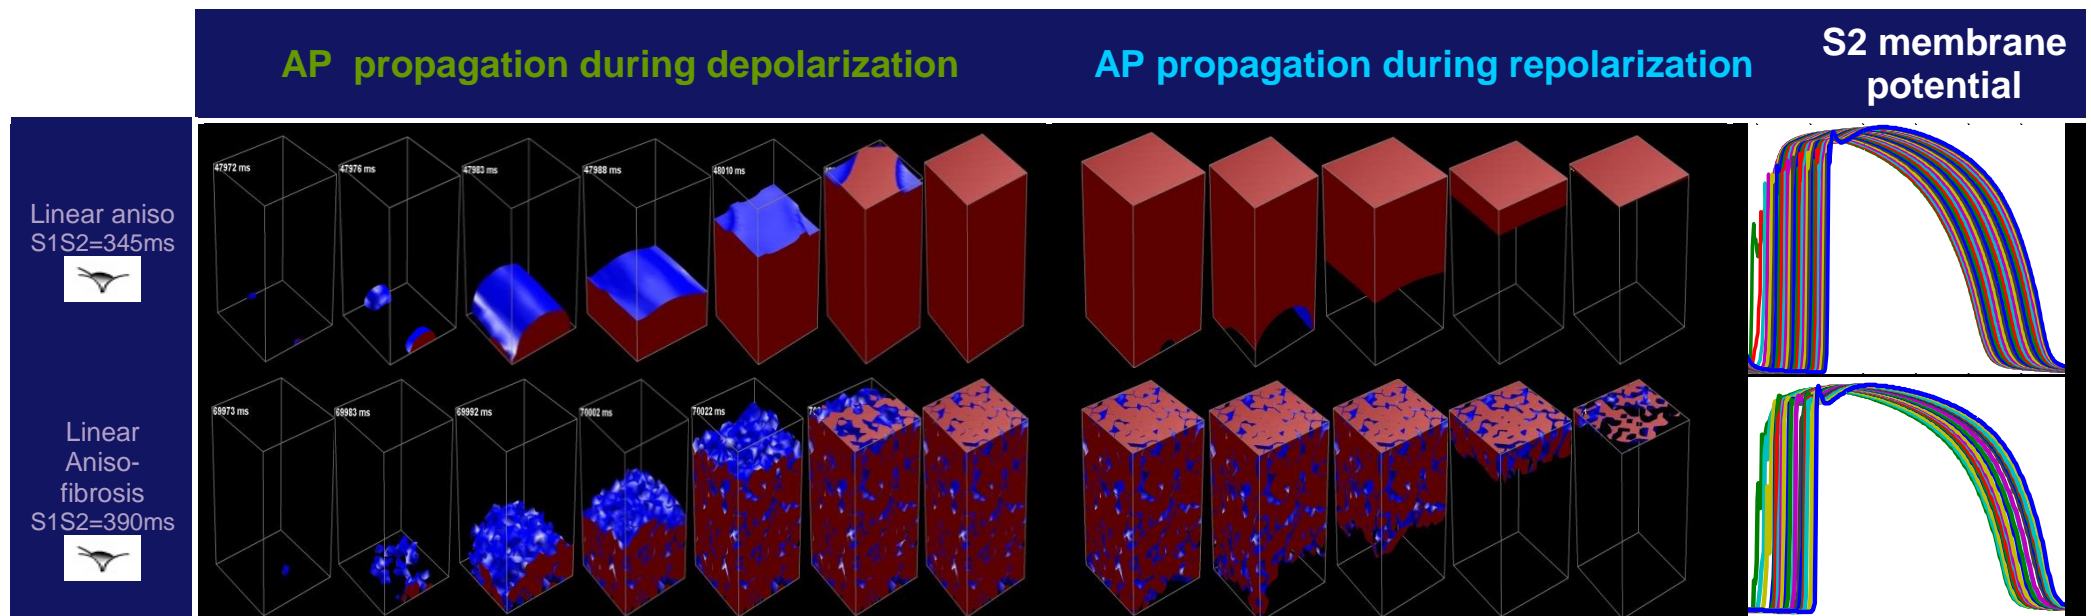 AP propagation during depolarization
AP propagation during repolarization
S2 membrane
potential
Linear aniso
S1S2=345ms
47972 ms
47976 ms
47983 ms
47988 ms
48010 ms
Linear
Aniso-
fibrosis
S1S2=390ms
69973 ms
69983 ms
69992 ms
70002 ms
70022 ms